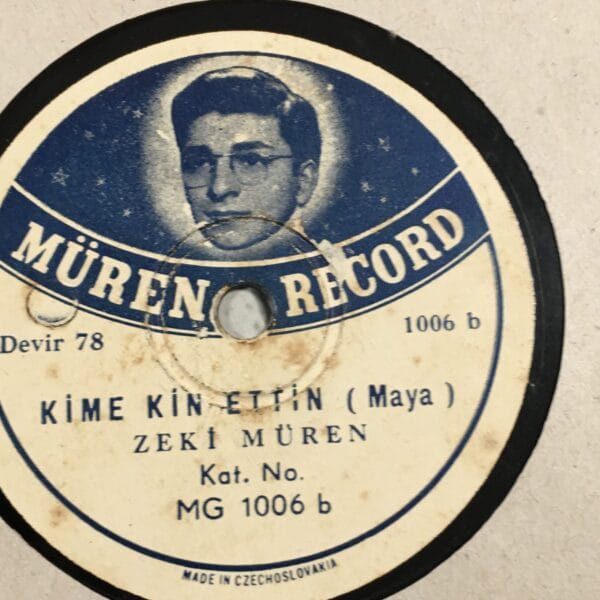 MÜREN RECORD
Devir 78
1006 b
KİME KİN ETTİN ( Maya )
ZEKİ MÜREN
Kat. No.
MG 1006 b
MADE IN CZECHOSLOVAKIA